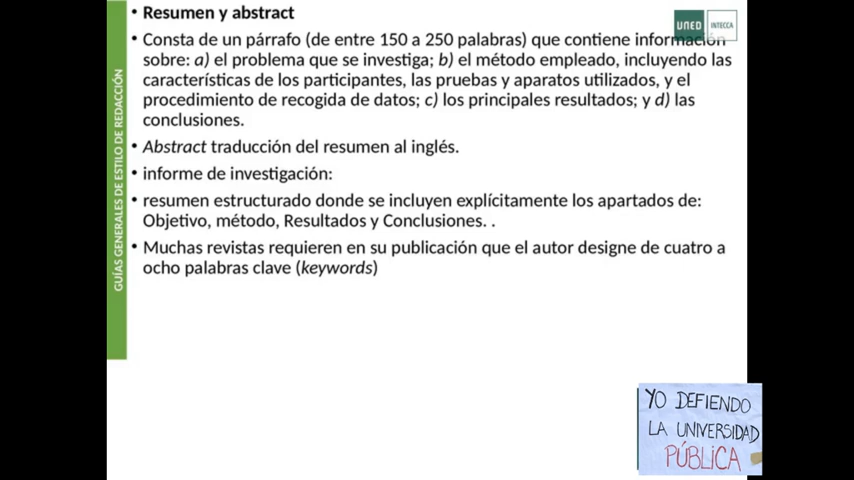 • Resumen y abstract
• Consta de un párrafo (de entre 150 a 250 palabras) que contiene información
sobre: a) el problema que se investiga; b) el método empleado, incluyendo las
características de los participantes, las pruebas y aparatos utilizados, y el
procedimiento de recogida de datos; c) los principales resultados; y d) las
conclusiones.
• Abstract traducción del resumen al inglés.
• informe de investigación:
• resumen estructurado donde se incluyen explícitamente los apartados de:
Objetivo, método, Resultados y Conclusiones. .
• Muchas revistas requieren en su publicación que el autor designe de cuatro a
ocho palabras clave (keywords)
GUÍAS GENERALES DE ESTILO DE REDACCIÓN
UNED
INTECCA
YO DEFIENDO
LA UNIVERSIDAD
PÚBLICA